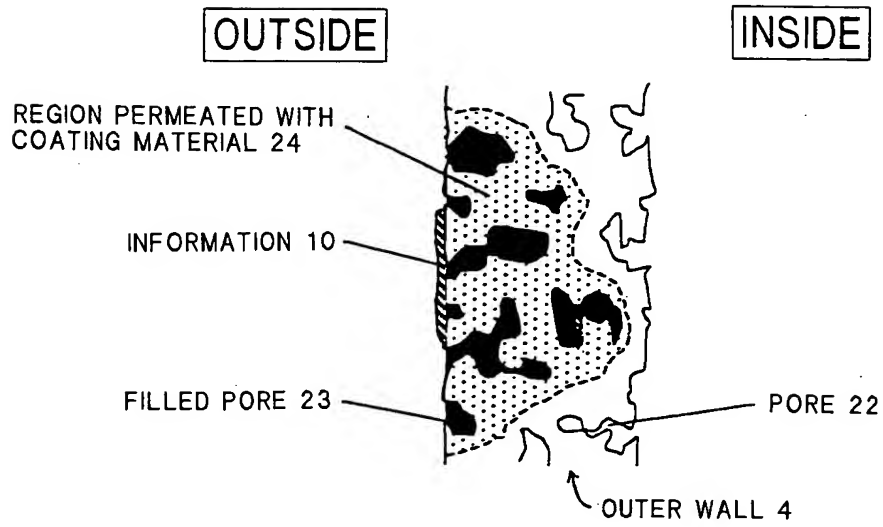 OUTSIDE
INSIDE
REGION PERMEATED WITH
COATING MATERIAL 24
INFORMATION 10
FILLED PORE 23
PORE 22
OUTER WALL 4